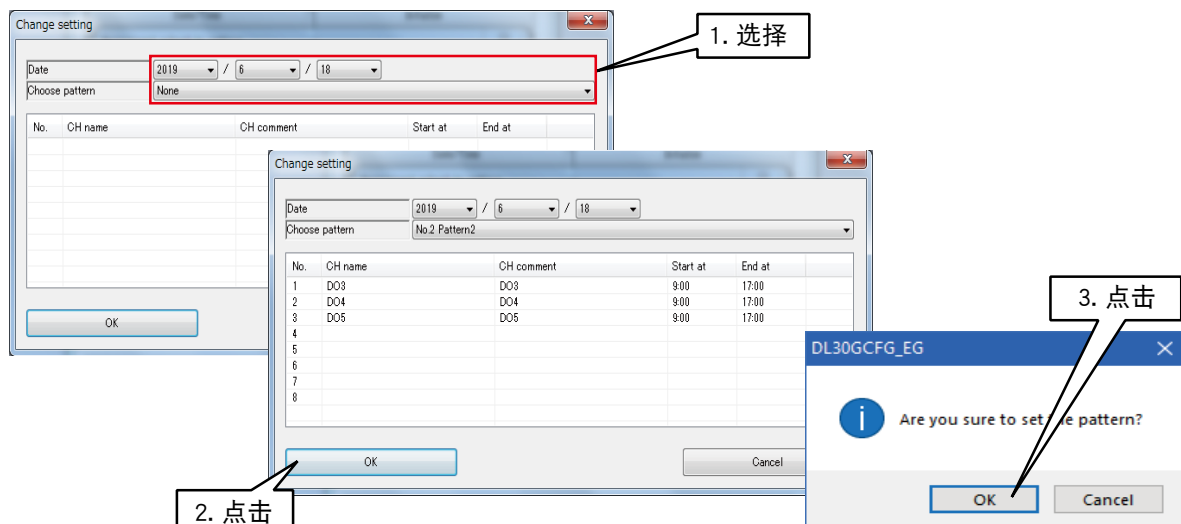 Change setting
x
1. 选择
Date 2019 / 6 / 18
Choose pattern None
No. CH name CH comment Start at End at
OK
Change setting
x
Date 2019 / 6 / 18
Choose pattern No.2 Pattern2
No. CH name CH comment Start at End at
1 DO3 DO3 9:00 17:00
2 DO4 DO4 9:00 17:00
3 DO5 DO5 9:00 17:00
4
5
6
7
8
OK Cancel
2. 点击
3. 点击
DL30GCFG_EG
Are you sure to set the pattern?
OK Cancel